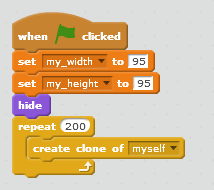 when clicked
set my_width to 95
set my_height to 95
hide
repeat 200
create clone of myself